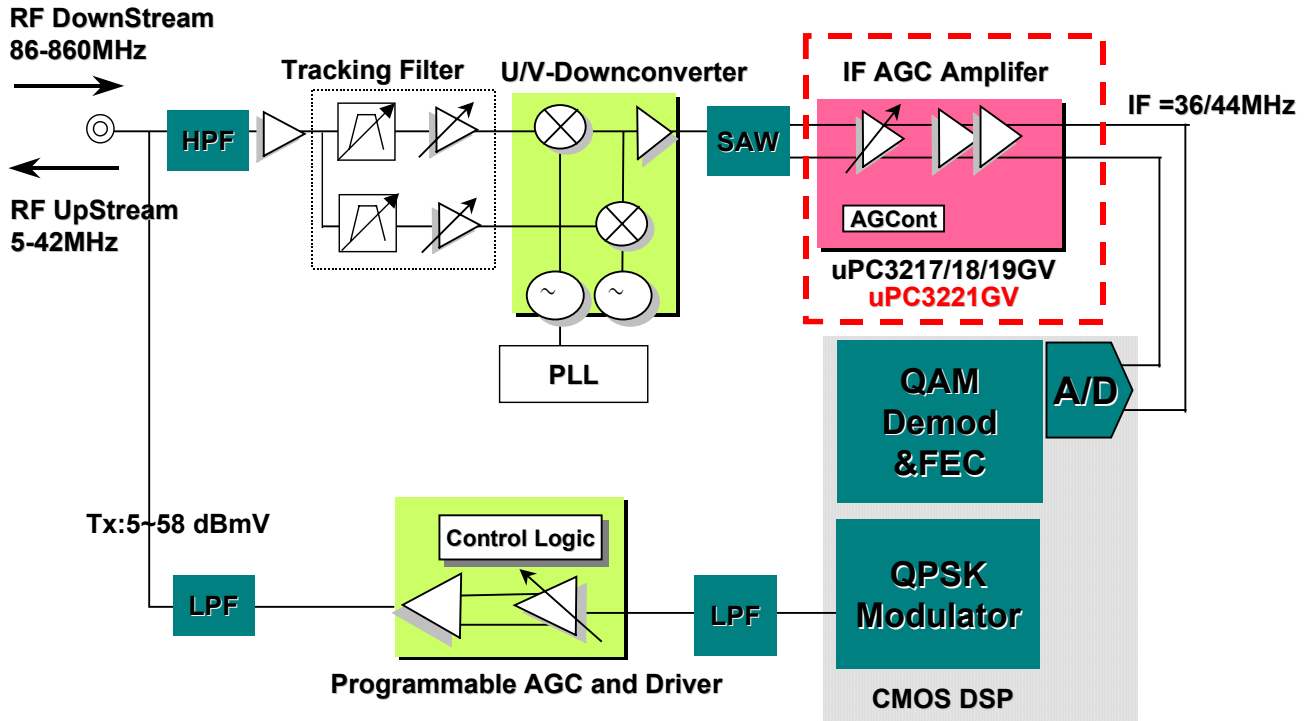 RF DownStream
86-860MHz
Tracking Filter
U/V-Downconverter
IF AGC Amplifer
IF =36/44MHz
HPF
SAW
RF UpStream
5-42MHz
AGCont
uPC3217/18/19GV
uPC3221GV
~
~
PLL
QAM
Demod
&FEC
A/D
Tx:5~58 dBmV
Control Logic
LPF
LPF
QPSK
Modulator
Programmable AGC and Driver
CMOS DSP